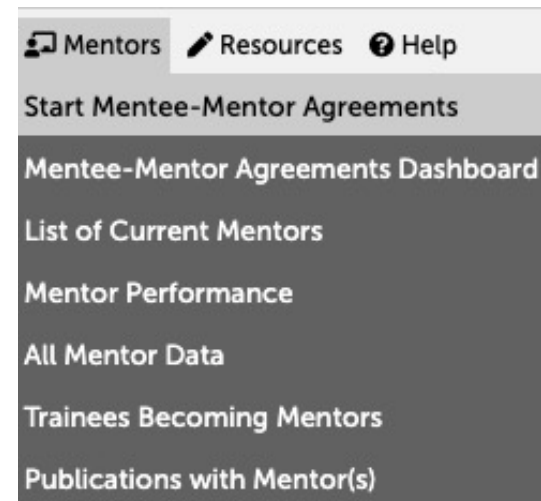 Mentors Resources Help
Start Mentee-Mentor Agreements
Mentee-Mentor Agreements Dashboard
List of Current Mentors
Mentor Performance
All Mentor Data
Trainees Becoming Mentors
Publications with Mentor(s)